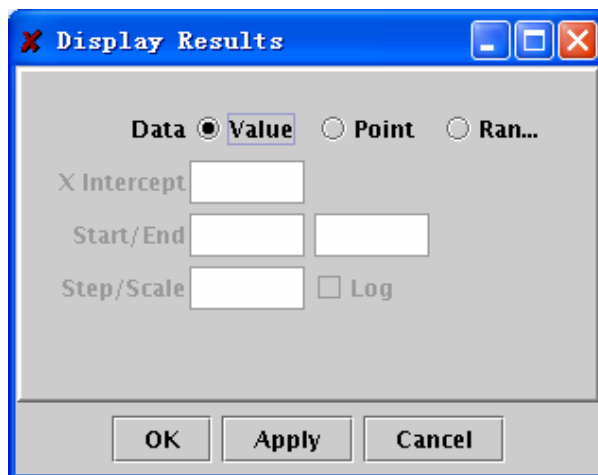 Display Results
Data Value Point Ran...
X Intercept
Start/End
Step/Scale Log
OK Apply Cancel